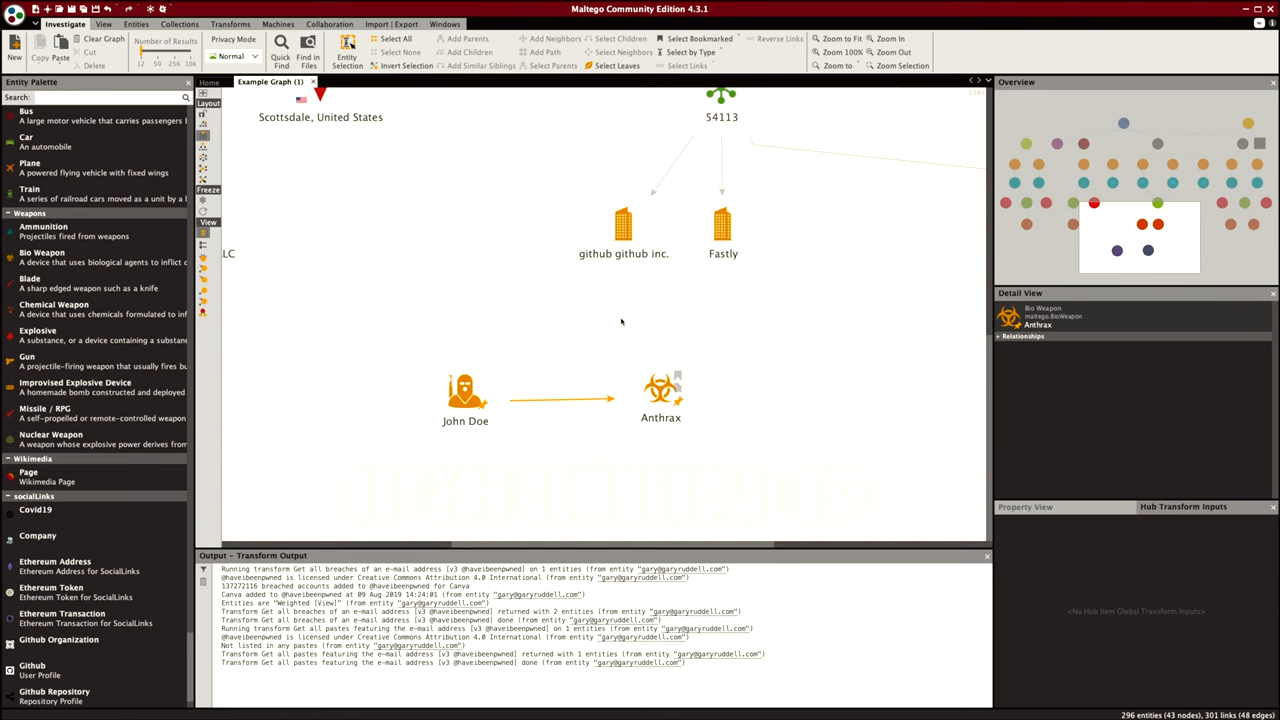 Maltego Community Edition 4.3.1
Investigate View Entities Collections Transforms Machines Collaboration Import | Export Windows
New
Copy Paste
Clear Graph
Cut
Delete
Number of Results
12 50 256 10k
Privacy Mode
Normal
Quick Find
Find in Files
Entity Selection
Select All
Select None
Invert Selection
Add Parents
Add Children
Add Similar Siblings
Add Neighbors
Add Path
Select Parents
Select Children
Select Neighbors
Select Leaves
Select Bookmarked
Select by Type
Select Links
Reverse Links
Zoom to Fit
Zoom 100%
Zoom to
Zoom In
Zoom Out
Zoom Selection
Entity Palette
Search:
Bus
A large motor vehicle that carries passengers b
Car
An automobile
Plane
A powered flying vehicle with fixed wings
Train
A series of railroad cars moved as a unit by a l
Weapons
Ammunition
Projectiles fired from weapons
Bio Weapon
A device that uses biological agents to inflict d
Blade
A sharp edged weapon such as a knife
Chemical Weapon
A device that uses chemicals formulated to inf
Explosive
A substance, or a device containing a substanc
Gun
A projectile-firing weapon that usually fires bu
Improvised Explosive Device
A homemade bomb constructed and deployed
Missile / RPG
A self-propelled or remote-controlled weapon
Nuclear Weapon
A weapon whose explosive power derives from
Wikimedia
Page
Wikimedia Page
socialLinks
Covid19
Company
Ethereum Address
Ethereum Address for SocialLinks
Ethereum Token
Ethereum Token for SocialLinks
Ethereum Transaction
Ethereum Transaction for SocialLinks
Github Organization
Github
User Profile
Github Repository
Repository Profile
Home
Example Graph (1)
Layout
Freeze
View
Scottsdale, United States
54113
LC
github github inc.
Fastly
John Doe
Anthrax
Output - Transform Output
Running transform Get all breaches of an e-mail address [v3 @haveibeenpwned] on 1 entities (from entity "gary@garyruddell.com")
@haveibeenpwned is licensed under Creative Commons Attribution 4.0 International (from entity "gary@garyruddell.com")
137272116 breached accounts added to @haveibeenpwned for Canva
Canva added to @haveibeenpwned at 09 Aug 2019 14:24:01 (from entity "gary@garyruddell.com")
Entities are "Weighted [View]" (from entity "gary@garyruddell.com")
Transform Get all breaches of an e-mail address [v3 @haveibeenpwned] returned with 2 entities (from entity "gary@garyruddell.com")
Transform Get all breaches of an e-mail address [v3 @haveibeenpwned] done (from entity "gary@garyruddell.com")
Running transform Get all pastes featuring the e-mail address [v3 @haveibeenpwned] on 1 entities (from entity "gary@garyruddell.com")
@haveibeenpwned is licensed under Creative Commons Attribution 4.0 International (from entity "gary@garyruddell.com")
Not listed in any pastes (from entity "gary@garyruddell.com")
Transform Get all pastes featuring the e-mail address [v3 @haveibeenpwned] returned with 1 entities (from entity "gary@garyruddell.com")
Transform Get all pastes featuring the e-mail address [v3 @haveibeenpwned] done (from entity "gary@garyruddell.com")
Overview
Detail View
Bio Weapon
maltego.BioWeapon
Anthrax
Relationships
Property View
Hub Transform Inputs
<No Hub Item Global Transform Inputs>
296 entities (43 nodes), 301 links (48 edges)